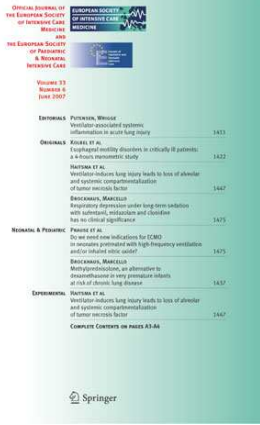 OFFICIAL JOURNAL OF
THE EUROPEAN SOCIETY
OF INTENSIVE CARE
MEDICINE
AND
THE EUROPEAN SOCIETY
OF PAEDIATRIC
& NEONATAL
INTENSIVE CARE
EUROPEAN SOCIETY
OF INTENSIVE CARE
MEDICINE
VOLUME 33
NUMBER 6
JUNE 2007
EDITORIALS PETERSEN, WRIGGE
Ventilator-associated systemic
inflammation in acute lung injury 1411
ORIGINALS KOLBEL ET AL
Esophageal motility disorders in critically ill patients:
a 4-hours manometric study 1422
HAITSMA ET AL
Ventilator-induces lung injury leads to loss of alveolar
and systemic compartmentalization
of tumor necrosis factor 1447
BROCKHAUS, MARCELLO
Respiratory depression under long-term sedation
with sufentanil, midazolam and clonidine
has no clinical significance 1475
NEONATAL & PEDIATRIC PRAUSE ET AL
Do we need new indications for ECMO
in neonates pretreated with high-frequency ventilation
and/or inhaled nitric oxide? 1475
BROCKHAUS, MARCELLO
Methylprednisolone, an alternative to
dexamethasone in very premature infants
at risk of chronic lung disease 1437
EXPERIMENTAL HAITSMA ET AL
Ventilator-induces lung injury leads to loss of alveolar
and systemic compartmentalization
of tumor necrosis factor 1447
COMPLETE CONTENTS ON PAGES A3-A4
Springer